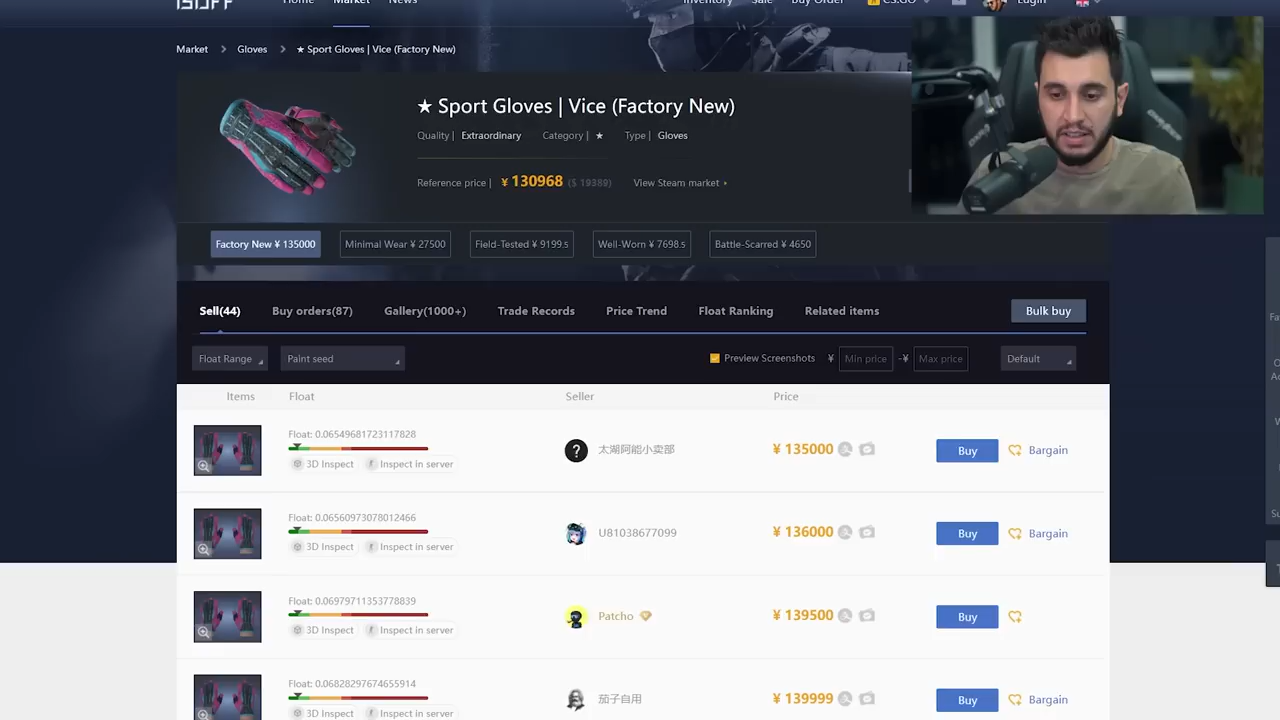 Home Market News Inventory Sale Buy Order CS:GO Login
Market > Gloves > ★ Sport Gloves | Vice (Factory New)
★ Sport Gloves | Vice (Factory New)
Quality | Extraordinary Category | ★ Type | Gloves
Reference price | ¥ 130968 ($ 19389) View Steam market
Factory New ¥ 135000 Minimal Wear ¥ 27500 Field-Tested ¥ 9199.5 Well-Worn ¥ 7698.5 Battle-Scarred ¥ 4650
Sell(44) Buy orders(87) Gallery(1000+) Trade Records Price Trend Float Ranking Related items Bulk buy
Float Range Paint seed Preview Screenshots ¥ Min price -¥ Max price Default
Items Float Seller Price
Float: 0.06549681723117828
3D Inspect Inspect in server
太湖阿能小卖部 ¥ 135000 Buy Bargain
Float: 0.06560973078012466
3D Inspect Inspect in server
U81038677099 ¥ 136000 Buy Bargain
Float: 0.06979711353778839
3D Inspect Inspect in server
Patcho ¥ 139500 Buy
Float: 0.06828297674655914
3D Inspect Inspect in server
茄子自用 ¥ 139999 Buy Bargain